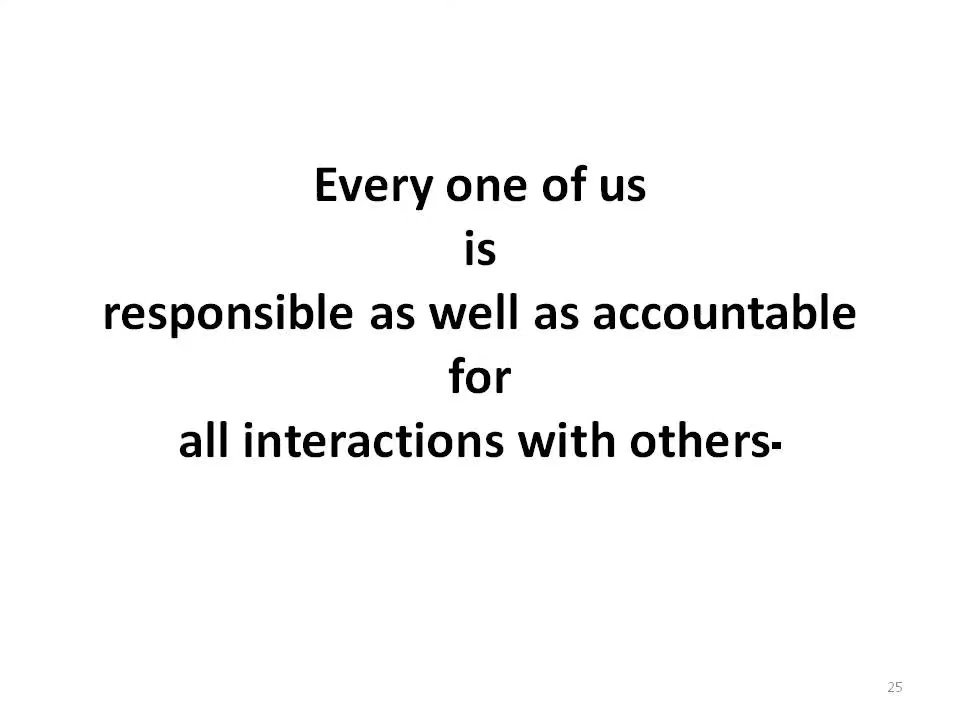 Every one of us
is
responsible as well as accountable
for
all interactions with others-
25